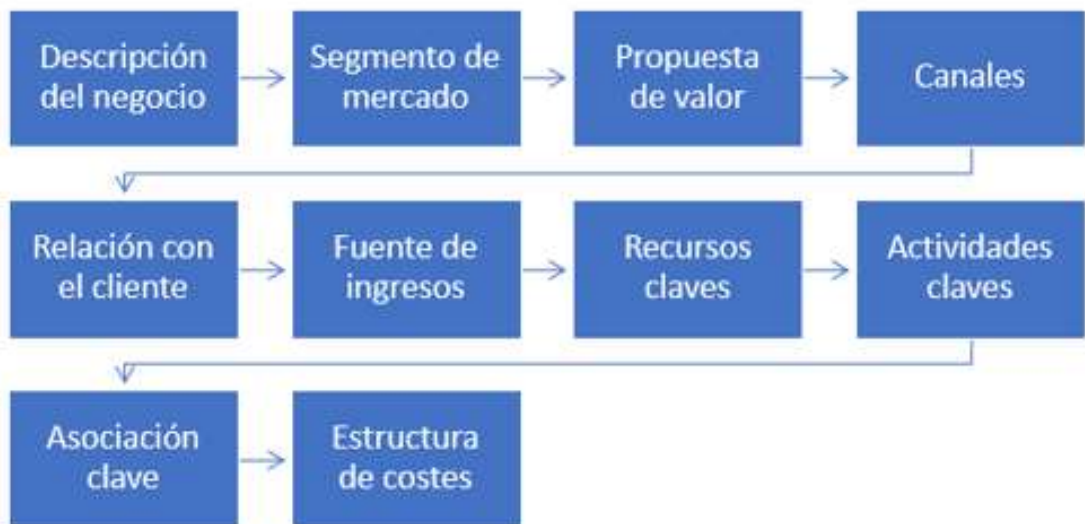 Descripción
del negocio
Segmento de
mercado
Propuesta
de valor
Canales
Relación con
el cliente
Fuente de
ingresos
Recursos
claves
Actividades
claves
Asociación
clave
Estructura
de costes